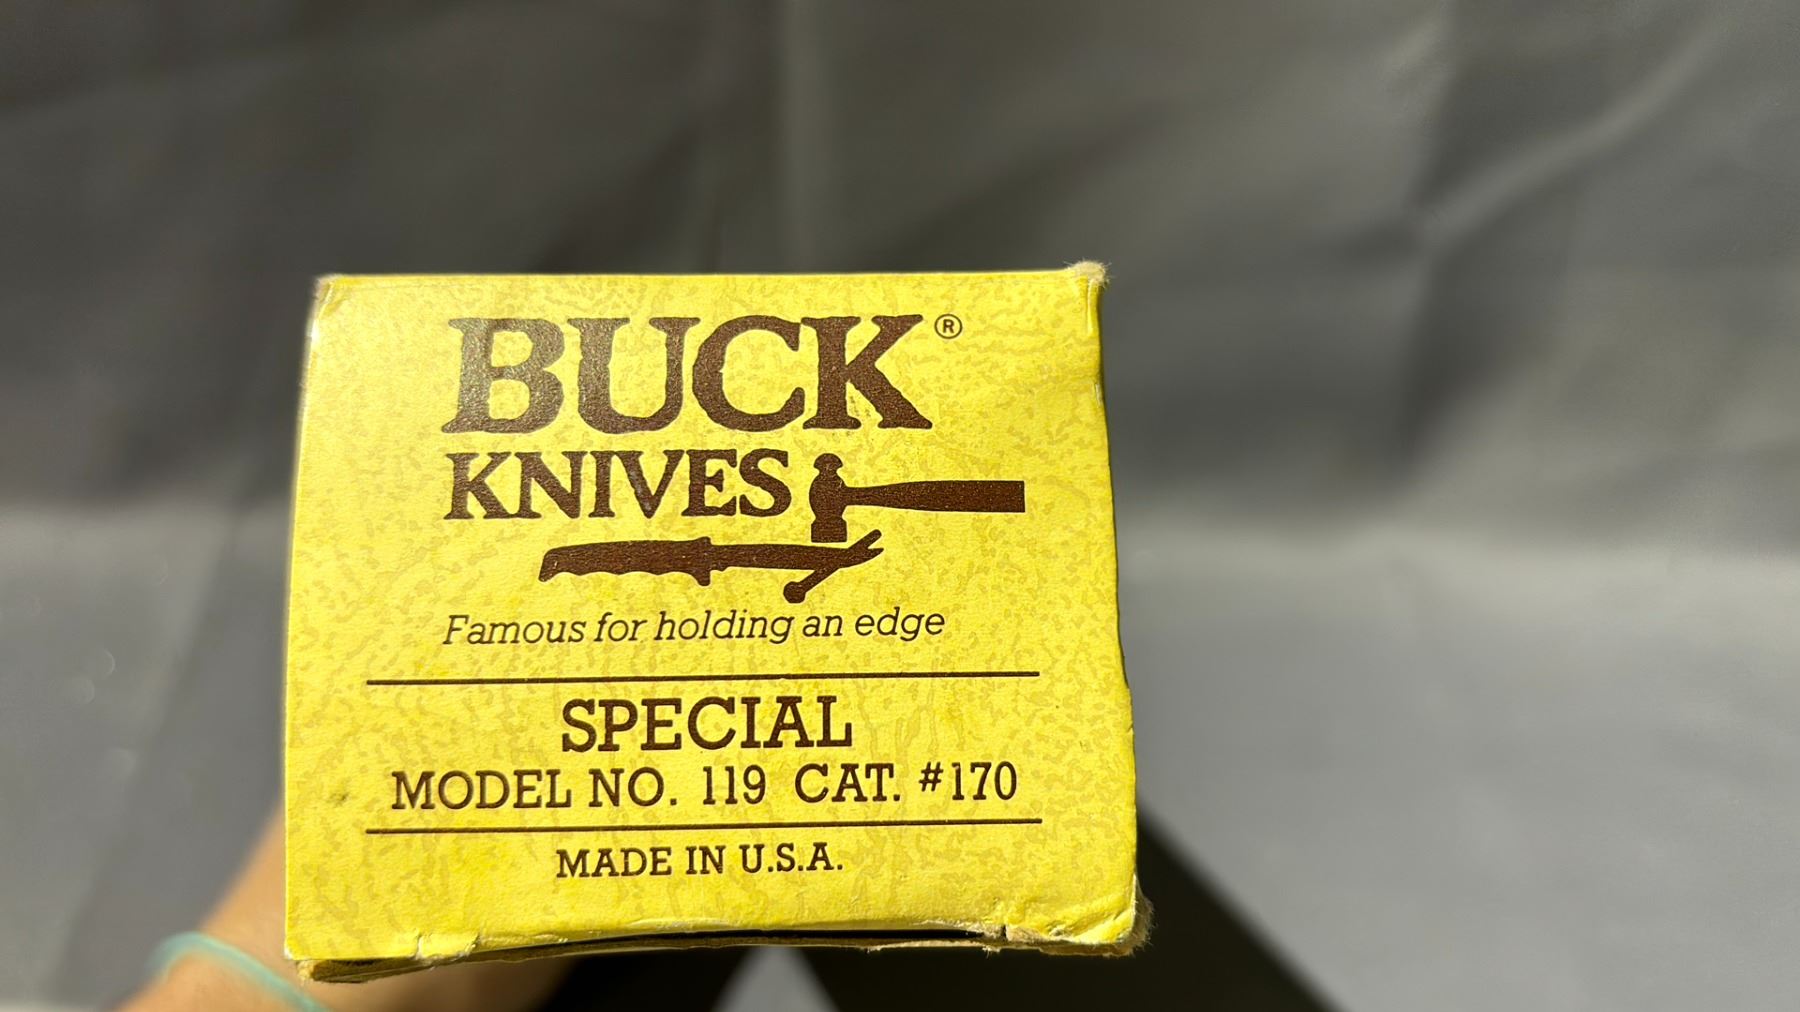 BUCK®
KNIVES
Famous for holding an edge
SPECIAL
MODEL NO. 119 CAT. #170
MADE IN U.S.A.